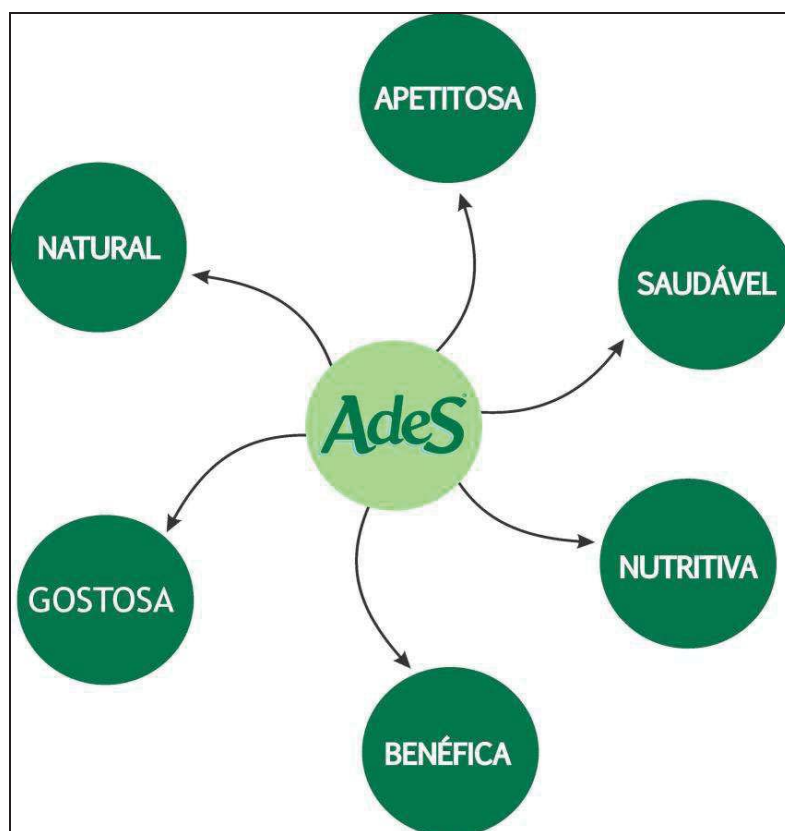 APETITOSA
NATURAL
SAUDÁVEL
AdeS
NUTRITIVA
GOSTOSA
BENÉFICA